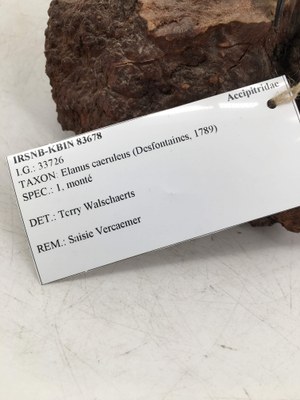 Accipitridae
IRSNB-KBIN 83678
I.G.: 33726
TAXON: Elanus caeruleus (Desfontaines, 1789)
SPEC.: 1, monté
DET.: Terry Walschaerts
REM.: Saisie Vercaemer